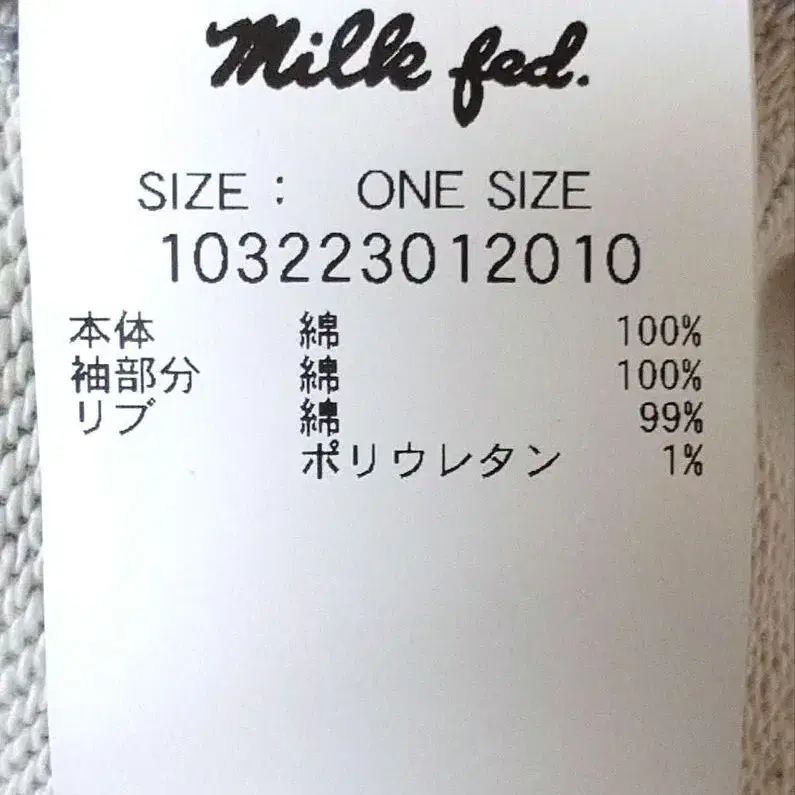 Milk fed.
SIZE : ONE SIZE
103223012010
本体 綿 100%
袖部分 綿 100%
リブ 綿 99%
ポリウレタン 1%